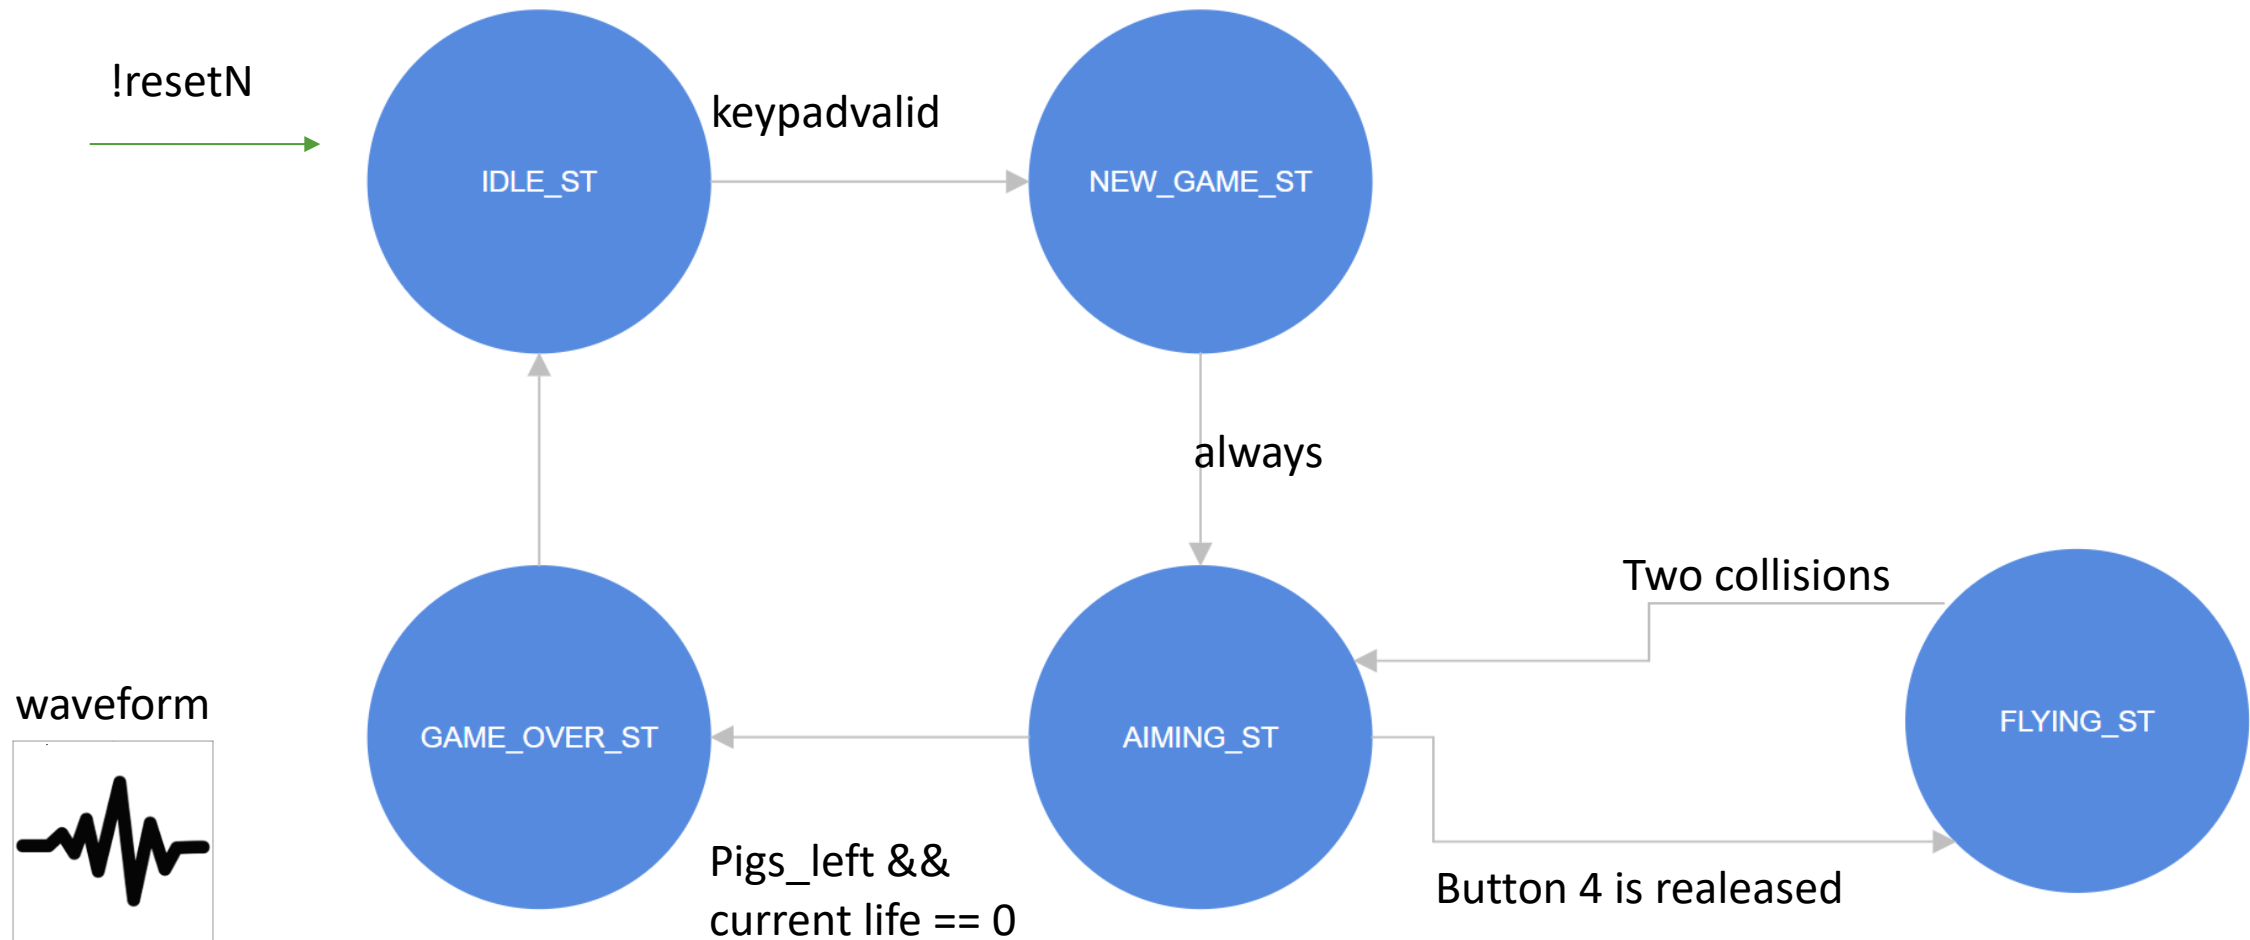 !resetN
keypadvalid
IDLE_ST
NEW_GAME_ST
always
Two collisions
waveform
GAME_OVER_ST
AIMING_ST
FLYING_ST
Pigs_left &&
current life == 0
Button 4 is realeased